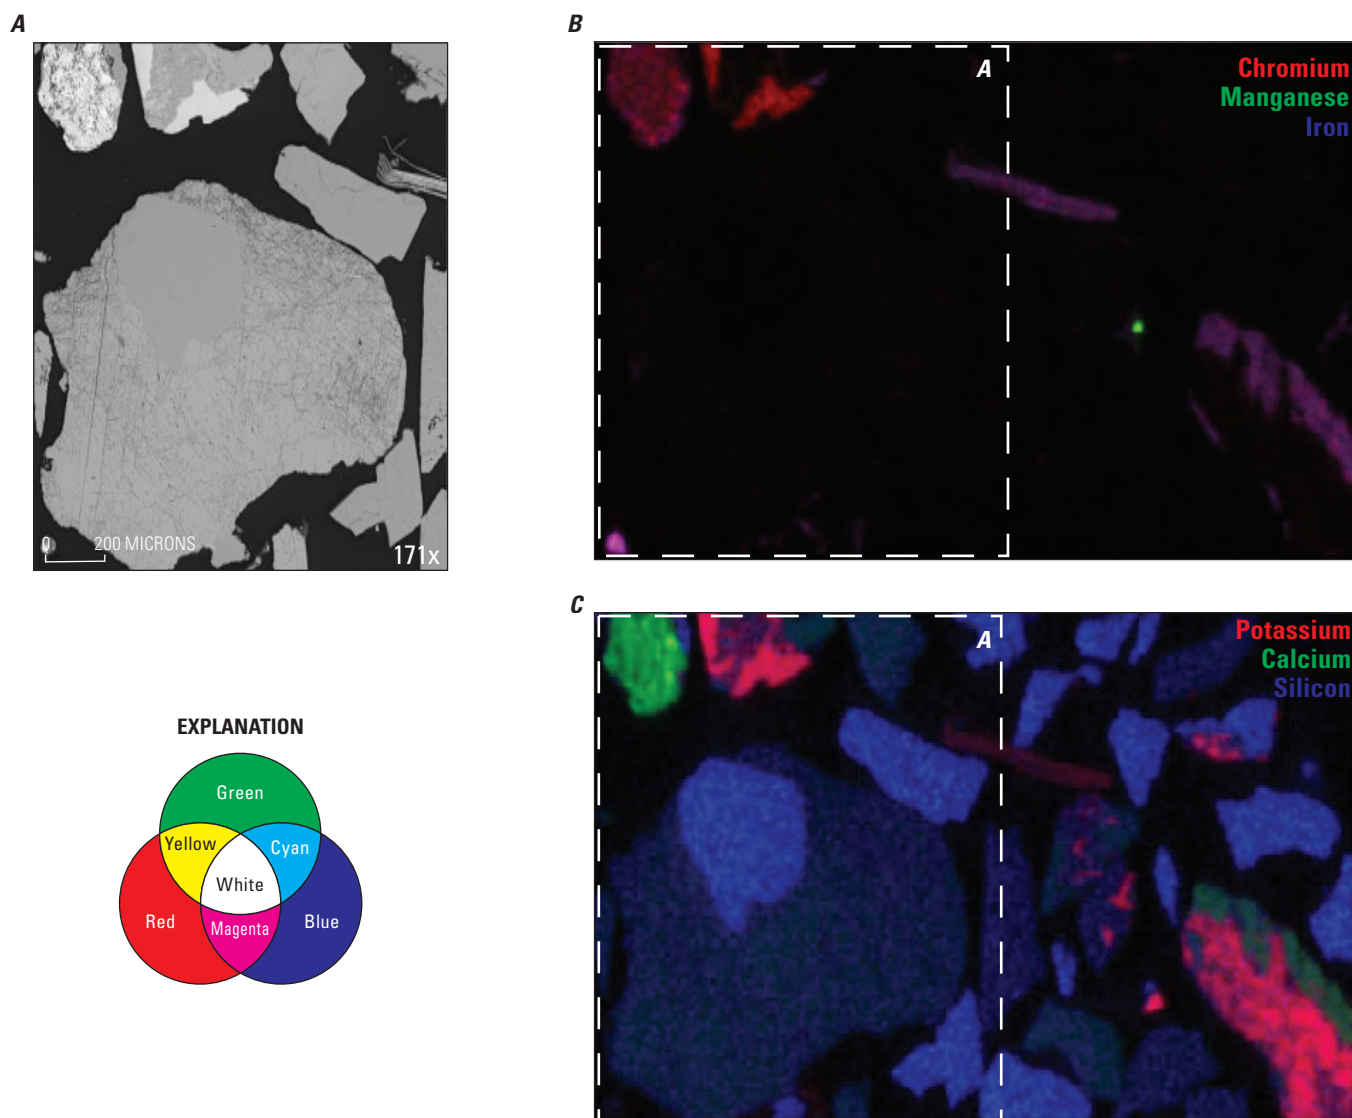 A
0 200 MICRONS
171x
B
A
Chromium
Manganese
Iron
C
A
Potassium
Calcium
Silicon
EXPLANATION
Green
Yellow
Cyan
White
Red
Magenta
Blue